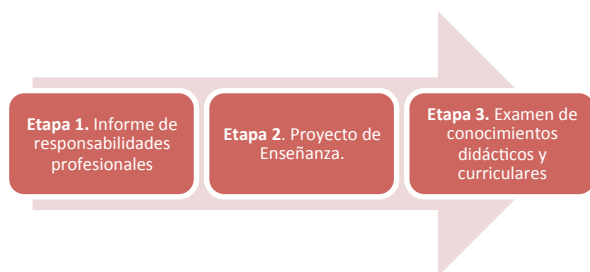 Etapa 1. Informe de
responsabilidades
profesionales
Etapa 2. Proyecto de
Enseñanza.
Etapa 3. Examen de
conocimientos
didácticos y
curriculares